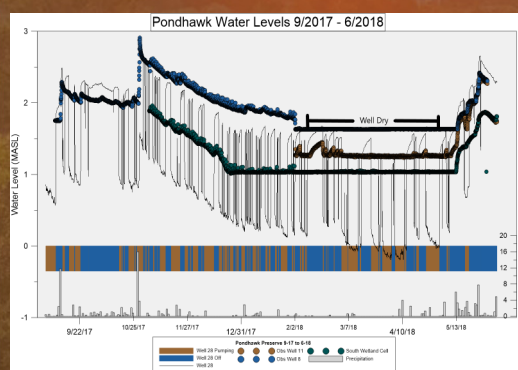 Pondhawk Water Levels 9/2017 - 6/2018
Water Level (MASL)
3
2
1
0
-1
Well Dry
20
16
12
8
4
0
9/22/17
10/25/17
11/27/17
12/31/17
2/2/18
3/7/18
4/10/18
5/13/18
Pondhawk Preserve 9-17 to 6-18
Well 28 Pumping
Obs Well 11
South Wetland Cell
Well 28 Off
Obs Well 6
Precipitation
Well 28